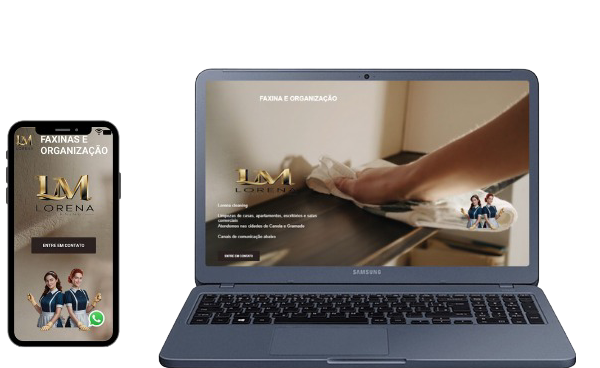 FAXINAS E
ORGANIZAÇÃO
LM
LORENA
ENTRE EM CONTATO
FAXINA E ORGANIZAÇÃO
LM
LORENA
Lorena cleaning
Limpezas de casas, apartamentos, escritórios e salas
comerciais
Atendemos nas cidades de Canela e Gramado
Canais de comunicação abaixo
ENTRE EM CONTATO
SAMSUNG